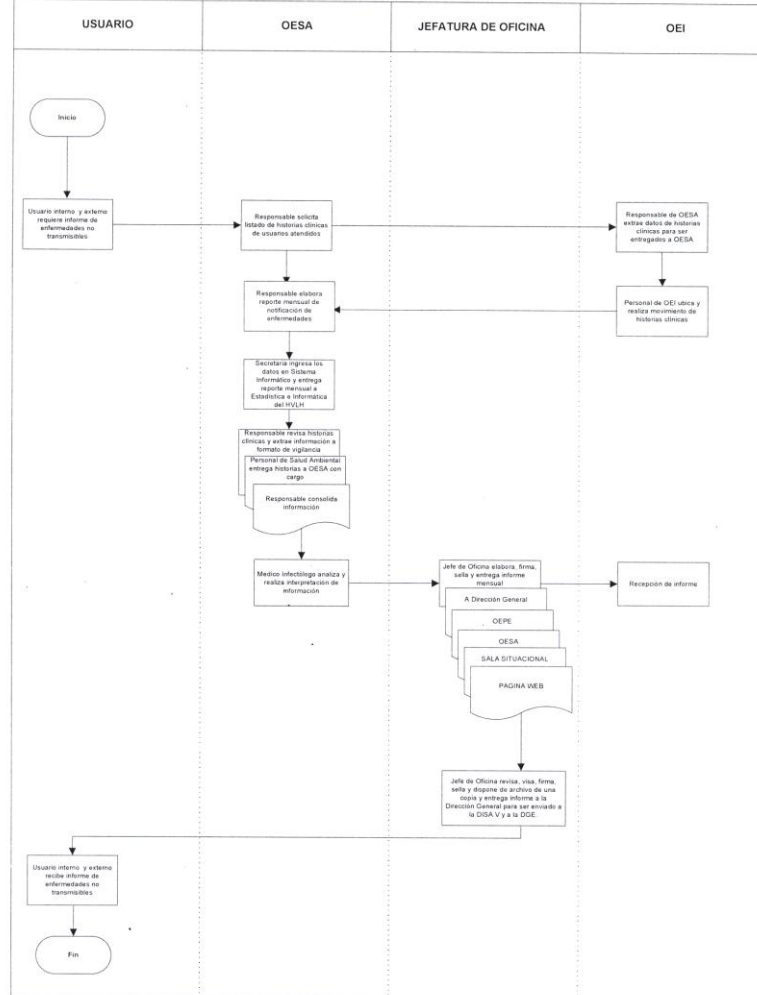 USUARIO
OESA
JEFATURA DE OFICINA
OEI
Inicio
Usuario interno y externo
requiere informe de
enfermedades no
transmisibles
Responsable solicita
listado de historias clínicas
de usuarios atendidos
Responsable de OESA
extrae datos de historias
clínicas para ser
entregados a OESA
Responsable elabora
reporte mensual de
notificación de
enfermedades
Personal de OEI ubica y
realiza movimiento de
historias clínicas
Secretaria ingresa los
datos en Sistema
Informático y entrega
reporte mensual a
Estadística e Informática
del HVLH
Responsable revisa historias
clínicas y extrae información a
formato de vigilancia
Personal de Salud Ambiental
entrega historias a OESA con
cargo
Responsable consolida
información
Medico Infectólogo analiza y
realiza interpretación de
información
Jefe de Oficina elabora, firma,
sella y entrega informe
mensual
A Dirección General
OEPE
OESA
SALA SITUACIONAL
PAGINA WEB
Recepción de informe
Jefe de Oficina revisa, visa, firma,
sella y dispone de archivo de una
copia y entrega informe a la
Dirección General para ser enviado a
la DISA V y a la DGE.
Usuario interno y externo
recibe informe de
enfermedades no
transmisibles
Fin